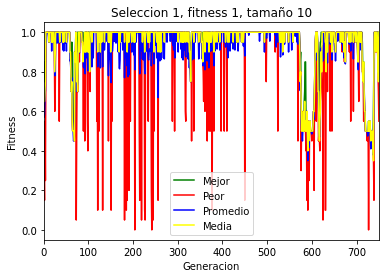 Seleccion 1, fitness 1, tamaño 10
1.0
0.8
0.6
0.4
0.2
0.0
Fitness
Mejor
Peor
Promedio
Media
0 100 200 300 400 500 600 700
Generacion